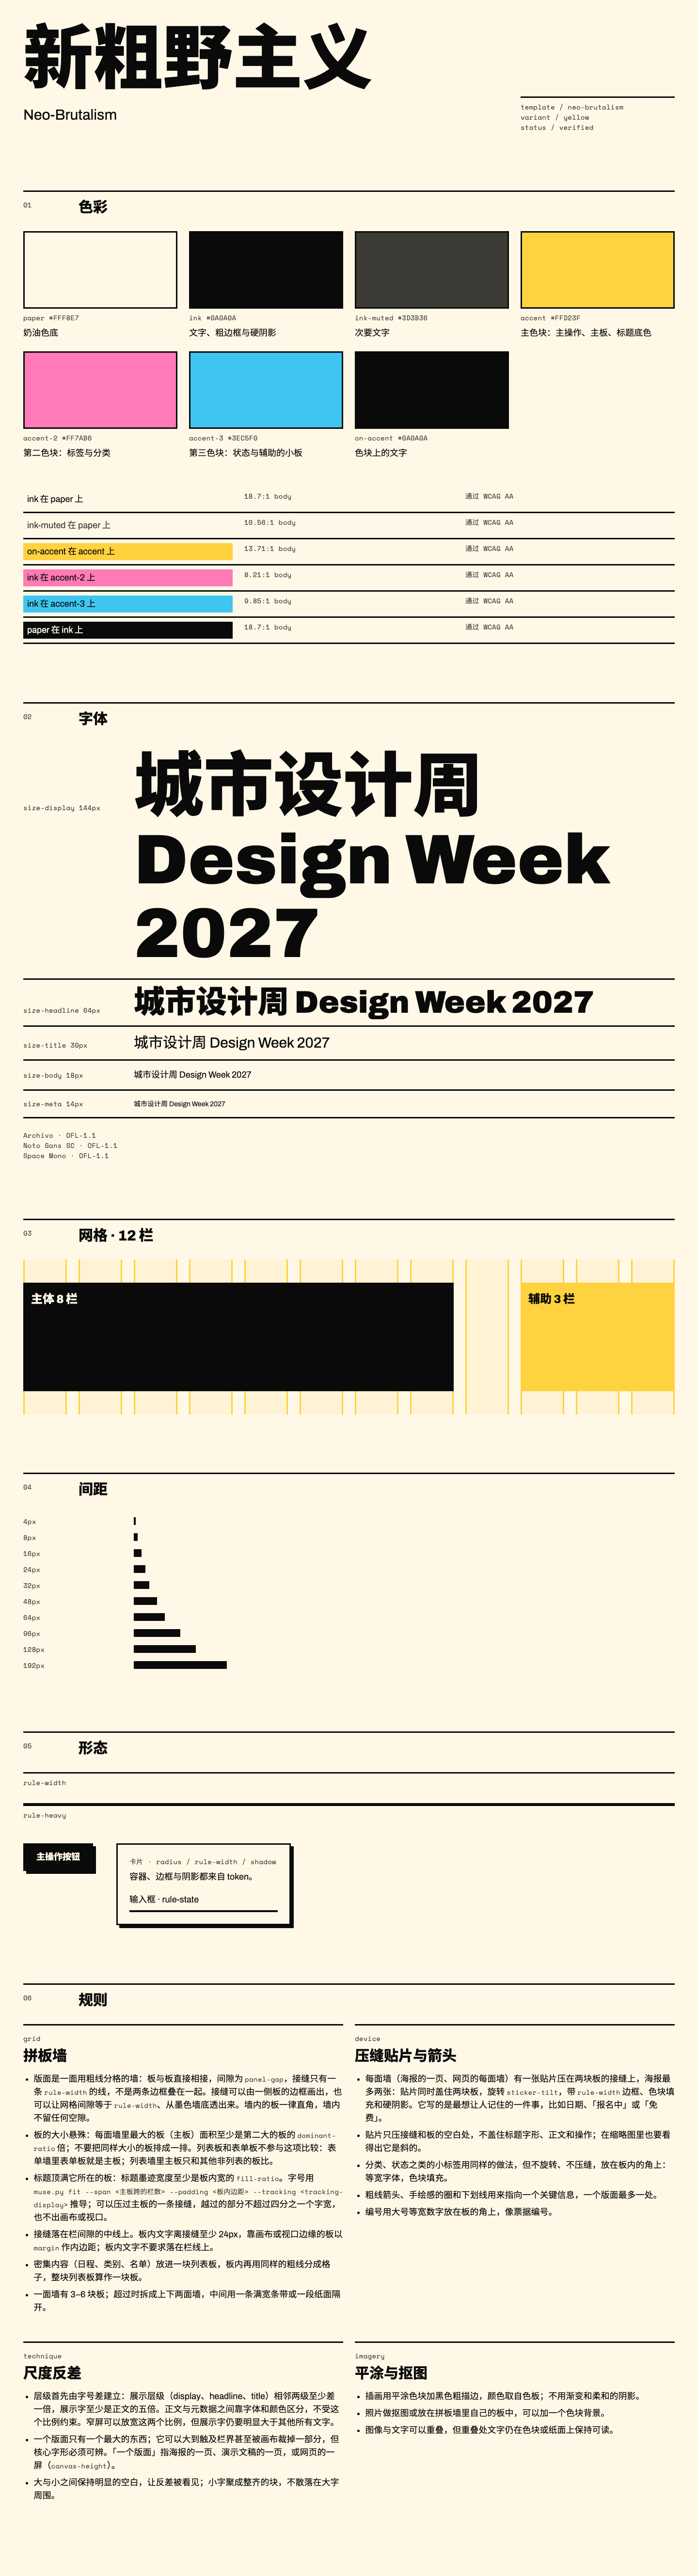 新粗野主义
Neo-Brutalism
template / neo-brutalism
variant / yellow
status / verified
01
色彩
paper #FFF8E7
奶油色底
ink #0A0A0A
文字、粗边框与硬阴影
ink-muted #3D3B36
次要文字
accent #FFD23F
主色块：主操作、主板、标题底色
accent-2 #FF7AB6
第二色块：标签与分类
accent-3 #3EC5F0
第三色块：状态与辅助的小板
on-accent #0A0A0A
色块上的文字
ink 在 paper 上
18.7:1 body
通过 WCAG AA
ink-muted 在 paper 上
10.56:1 body
通过 WCAG AA
on-accent 在 accent 上
13.71:1 body
通过 WCAG AA
ink 在 accent-2 上
8.21:1 body
通过 WCAG AA
ink 在 accent-3 上
9.85:1 body
通过 WCAG AA
paper 在 ink 上
18.7:1 body
通过 WCAG AA
02
字体
size-display 144px
城市设计周
Design Week
2027
size-headline 64px
城市设计周 Design Week 2027
size-title 30px
城市设计周 Design Week 2027
size-body 18px
城市设计周 Design Week 2027
size-meta 14px
城市设计周 Design Week 2027
Archivo · OFL-1.1
Noto Sans SC · OFL-1.1
Space Mono · OFL-1.1
03
网格 · 12 栏
主体 8 栏
辅助 3 栏
04
间距
4px
8px
16px
24px
32px
48px
64px
96px
128px
192px
05
形态
rule-width
rule-heavy
主操作按钮
卡片 · radius / rule-width / shadow
容器、边框与阴影都来自 token。
输入框 · rule-state
06
规则
grid
拼板墙
• 版面是一面用粗线分格的墙：板与板直接相接，间隙为 panel-gap，接缝只有一
条 rule-width 的线，不是两条边框叠在一起。接缝可以由一侧板的边框画出，也
可以让网格间隙等于 rule-width、从墨色墙底透出来。墙内的板一律直角，墙内
不留任何空隙。
• 板的大小悬殊：每面墙里最大的板（主板）面积至少是第二大的板的 dominant-
ratio 倍；不要把同样大小的板排成一排。列表板和表单板不参与这项比较：表
单墙里表单板就是主板；列表墙里主板只和其他非列表的板比。
• 标题顶满它所在的板：标题墨迹宽度至少是板内宽的 fill-ratio。字号用
muse.py fit --span <主板跨的栏数> --padding <板内边距> --tracking <tracking-
display> 推导；可以压过主板的一条接缝，越过的部分不超过四分之一个字宽，
也不出画布或视口。
• 接缝落在栏间隙的中线上。板内文字离接缝至少 24px，靠画布或视口边缘的板以
margin 作内边距；板内文字不要求落在栏线上。
• 密集内容（日程、类别、名单）放进一块列表板，板内再用同样的粗线分成格
子，整块列表板算作一块板。
• 一面墙有 3–6 块板；超过时拆成上下两面墙，中间用一条满宽条带或一段纸面隔
开。
device
压缝贴片与箭头
• 每面墙（海报的一页、网页的每面墙）有一张贴片压在两块板的接缝上，海报最
多两张：贴片同时盖住两块板，旋转 sticker-tilt，带 rule-width 边框、色块填
充和硬阴影。它写的是最想让人记住的一件事，比如日期、「报名中」或「免
费」。
• 贴片只压接缝和板的空白处，不盖住标题字形、正文和操作；在缩略图里也要看
得出它是斜的。
• 分类、状态之类的小标签用同样的做法，但不旋转、不压缝，放在板内的角上：
等宽字体，色块填充。
• 粗线箭头、手绘感的圈和下划线用来指向一个关键信息，一个版面最多一处。
• 编号用大号等宽数字放在板的角上，像票据编号。
technique
尺度反差
• 层级首先由字号差建立：展示层级（display、headline、title）相邻两级至少差
一倍，展示字至少是正文的五倍。正文与元数据之间靠字体和颜色区分，不受这
个比例约束。窄屏可以放宽这两个比例，但展示字仍要明显大于其他所有文字。
• 一个版面只有一个最大的东西；它可以大到触及栏界甚至被画布裁掉一部分，但
核心字形必须可辨。「一个版面」指海报的一页、演示文稿的一页，或网页的一
屏（canvas-height）。
• 大与小之间保持明显的空白，让反差被看见；小字聚成整齐的块，不散落在大字
周围。
imagery
平涂与抠图
• 插画用平涂色块加黑色粗描边，颜色取自色板；不用渐变和柔和的阴影。
• 照片做抠图或放在拼板墙里自己的板中，可以加一个色块背景。
• 图像与文字可以重叠，但重叠处文字仍在色块或纸面上保持可读。